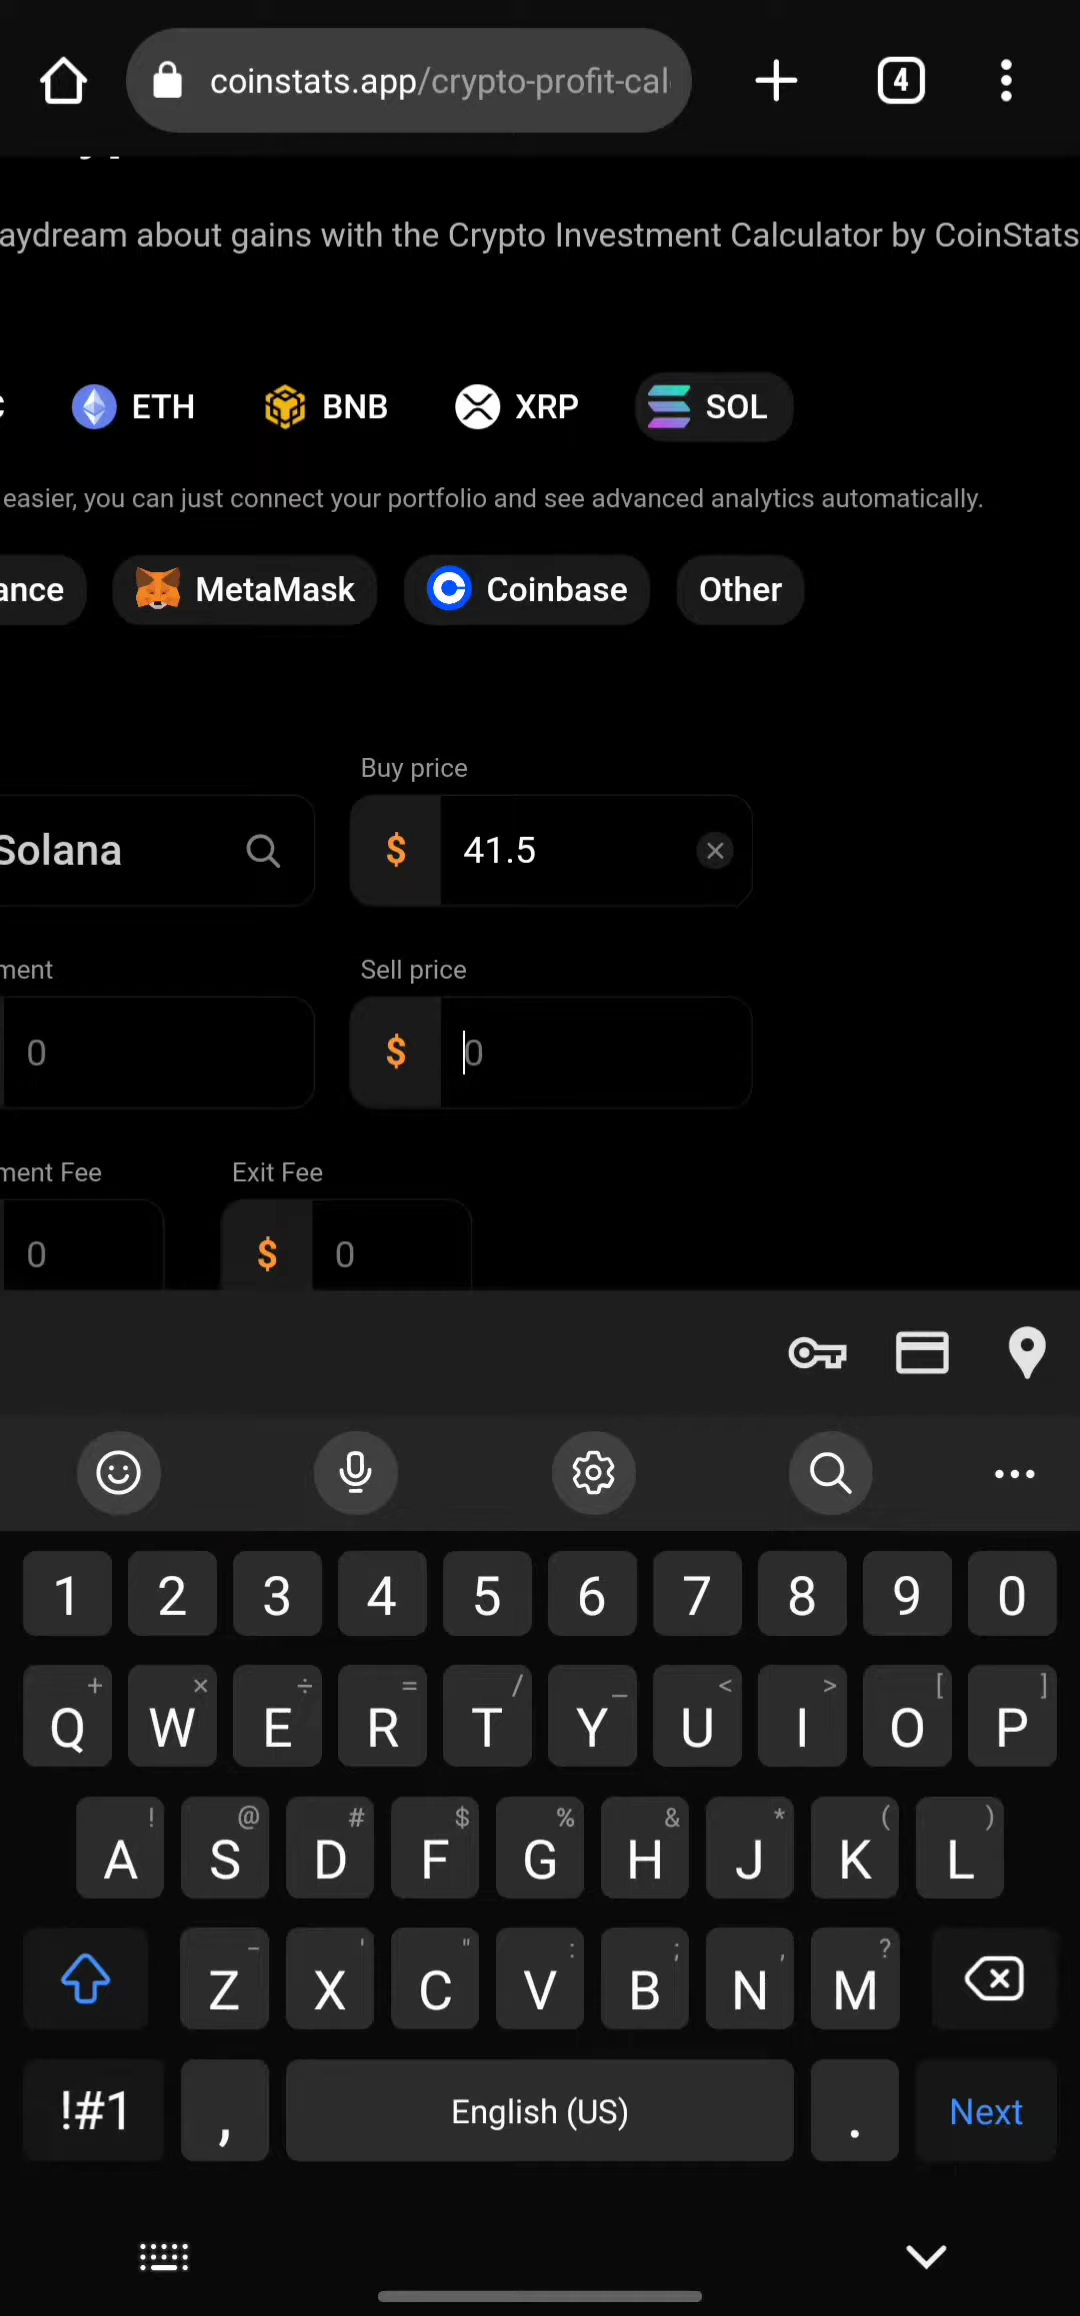 coinstats.app/crypto-profit-cal
4
aydream about gains with the Crypto Investment Calculator by CoinStats
ETH
BNB
XRP
SOL
easier, you can just connect your portfolio and see advanced analytics automatically.
ance
MetaMask
Coinbase
Other
Buy price
Solana
$ 41.5
ment
Sell price
0
$ 0
ment Fee
Exit Fee
0
$ 0
1 2 3 4 5 6 7 8 9 0
+ × ÷ = / _ < > [ ]
Q W E R T Y U I O P
! @ # $ % & * ( )
A S D F G H J K L
- ' " : ; , ?
Z X C V B N M
!#1 , English (US) . Next